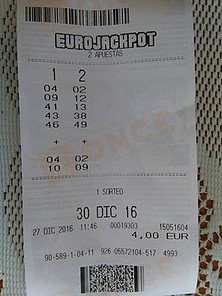 EUROJACKPOT
2 APUESTAS
1 2
04 02
09 12
41 13
43 38
46 49
+ +
04 02
10 09
1 SORTEO
30 DIC 16
27 DIC 2016 11:46 00019303 15051604
4,00 EUR
90-589-1-04-11 926-05572104-517 4993